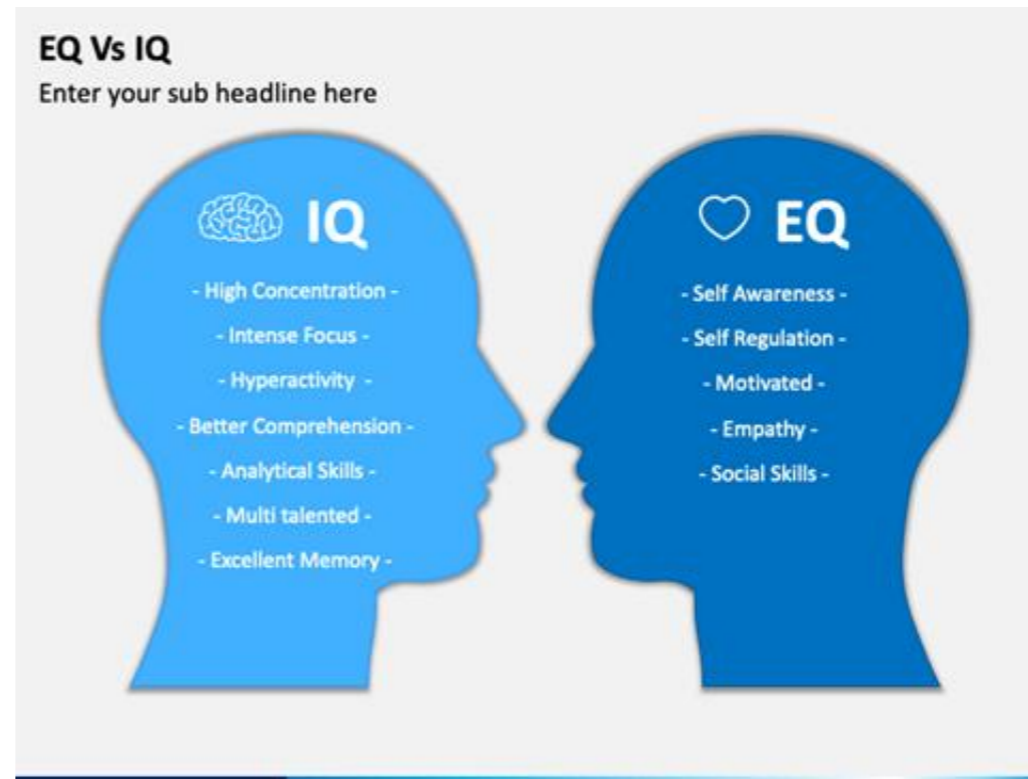 EQ Vs IQ
Enter your sub headline here
IQ
- High Concentration -
- Intense Focus -
- Hyperactivity -
- Better Comprehension -
- Analytical Skills -
- Multi talented -
- Excellent Memory -
EQ
- Self Awareness -
- Self Regulation -
- Motivated -
- Empathy -
- Social Skills -